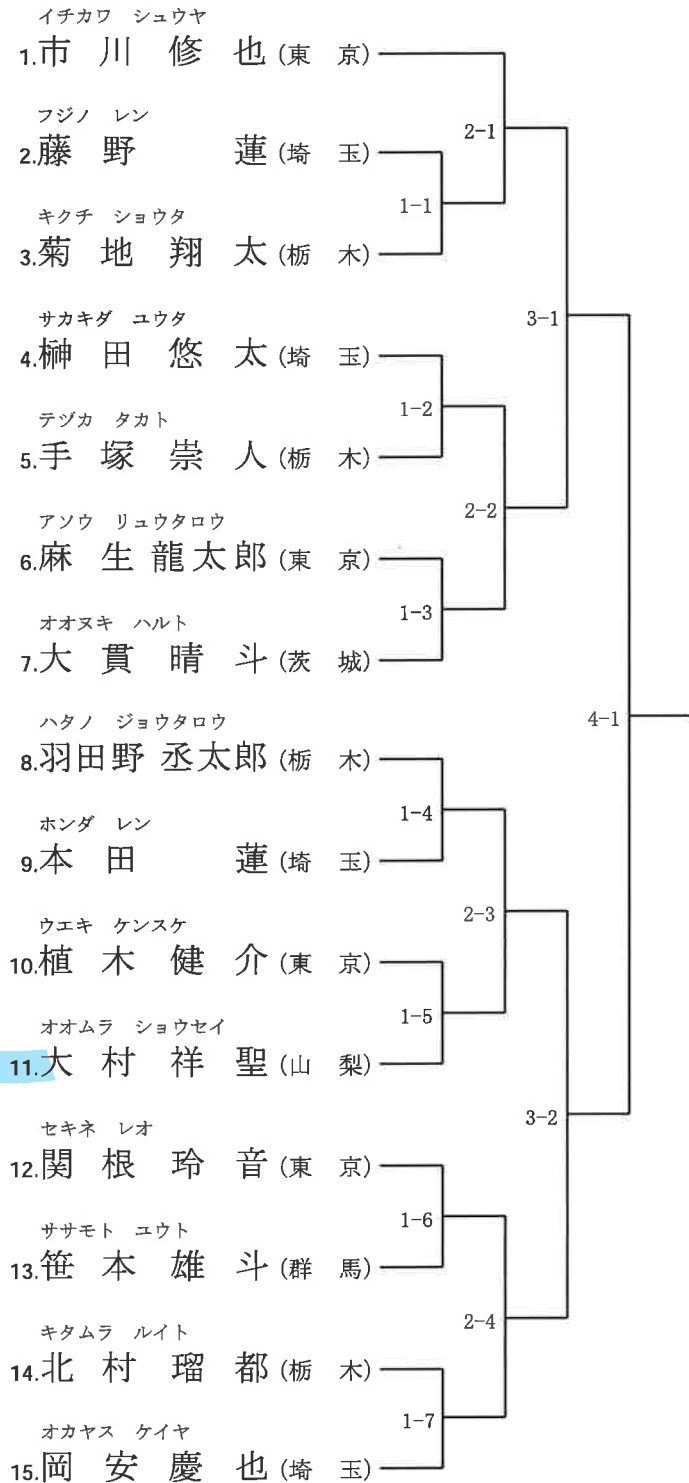 イチカワ シュウヤ
1.市川修也(東京)
2-1
フジノ レン
2.藤野 蓮(埼玉)
1-1
キクチ ショウタ
3.菊地翔太(栃木)
3-1
サカキダ ユウタ
4.榊田悠太(埼玉)
1-2
テヅカ タカト
5.手塚崇人(栃木)
2-2
アソウ リュウタロウ
6.麻生龍太郎(東京)
1-3
オオヌキ ハルト
7.大貫晴斗(茨城)
4-1
ハタノ ジョウタロウ
8.羽田野丞太郎(栃木)
1-4
ホンダ レン
9.本田 蓮(埼玉)
2-3
ウエキ ケンスケ
10.植木健介(東京)
1-5
オオムラ ショウセイ
11.大村祥聖(山梨)
3-2
セキネ レオ
12.関根玲音(東京)
1-6
ササモト ユウト
13.笹本雄斗(群馬)
2-4
キタムラ ルイト
14.北村瑠都(栃木)
1-7
オカヤス ケイヤ
15.岡安慶也(埼玉)